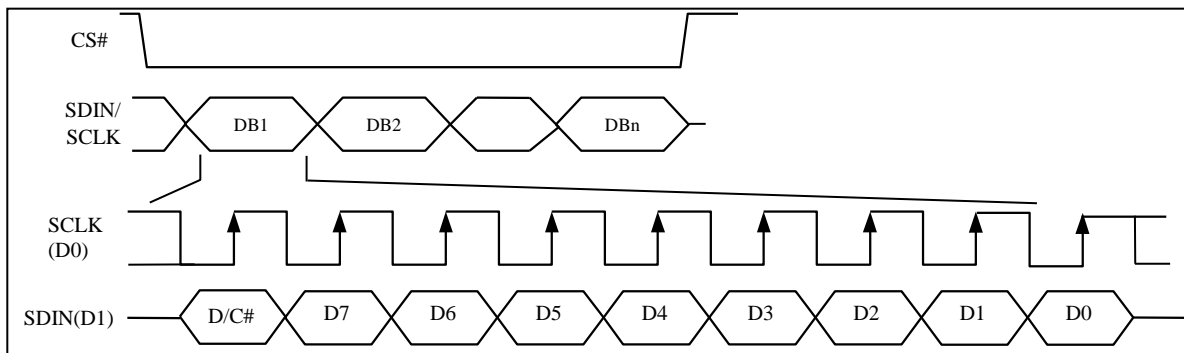 CS#
SDIN/
SCLK
DB1 DB2 DBn
SCLK
(D0)
SDIN(D1) D/C# D7 D6 D5 D4 D3 D2 D1 D0